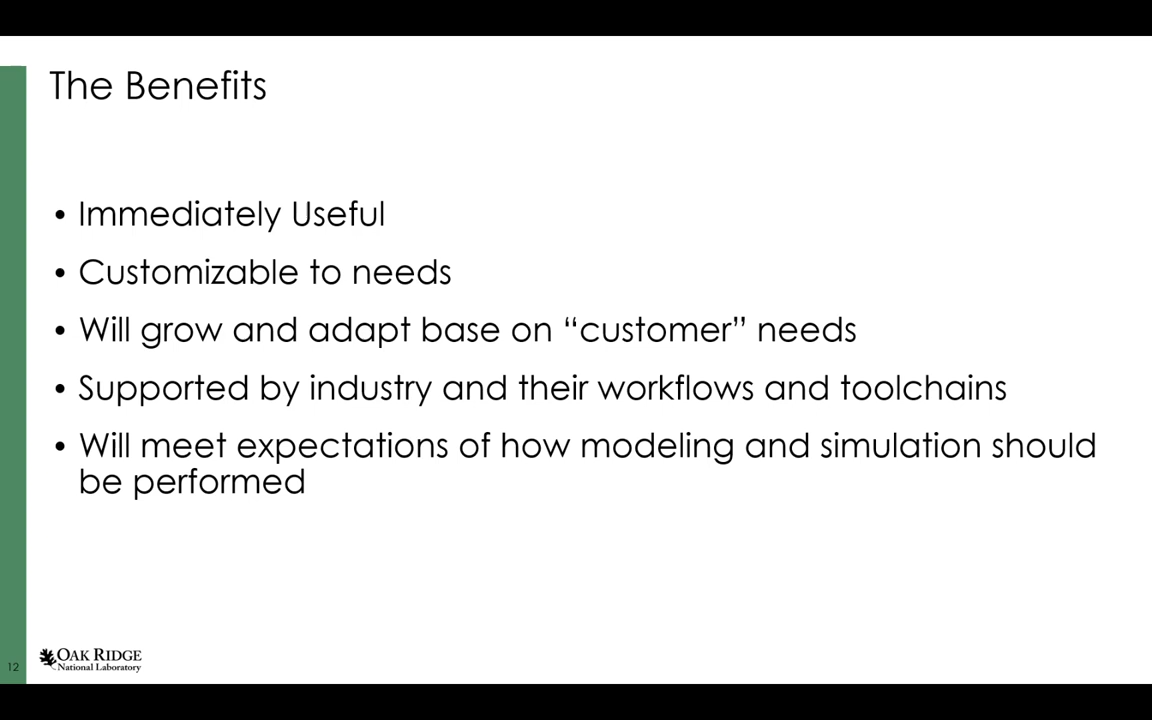 The Benefits
• Immediately Useful
• Customizable to needs
• Will grow and adapt base on “customer” needs
• Supported by industry and their workflows and toolchains
• Will meet expectations of how modeling and simulation should
be performed
12
OAK RIDGE
National Laboratory